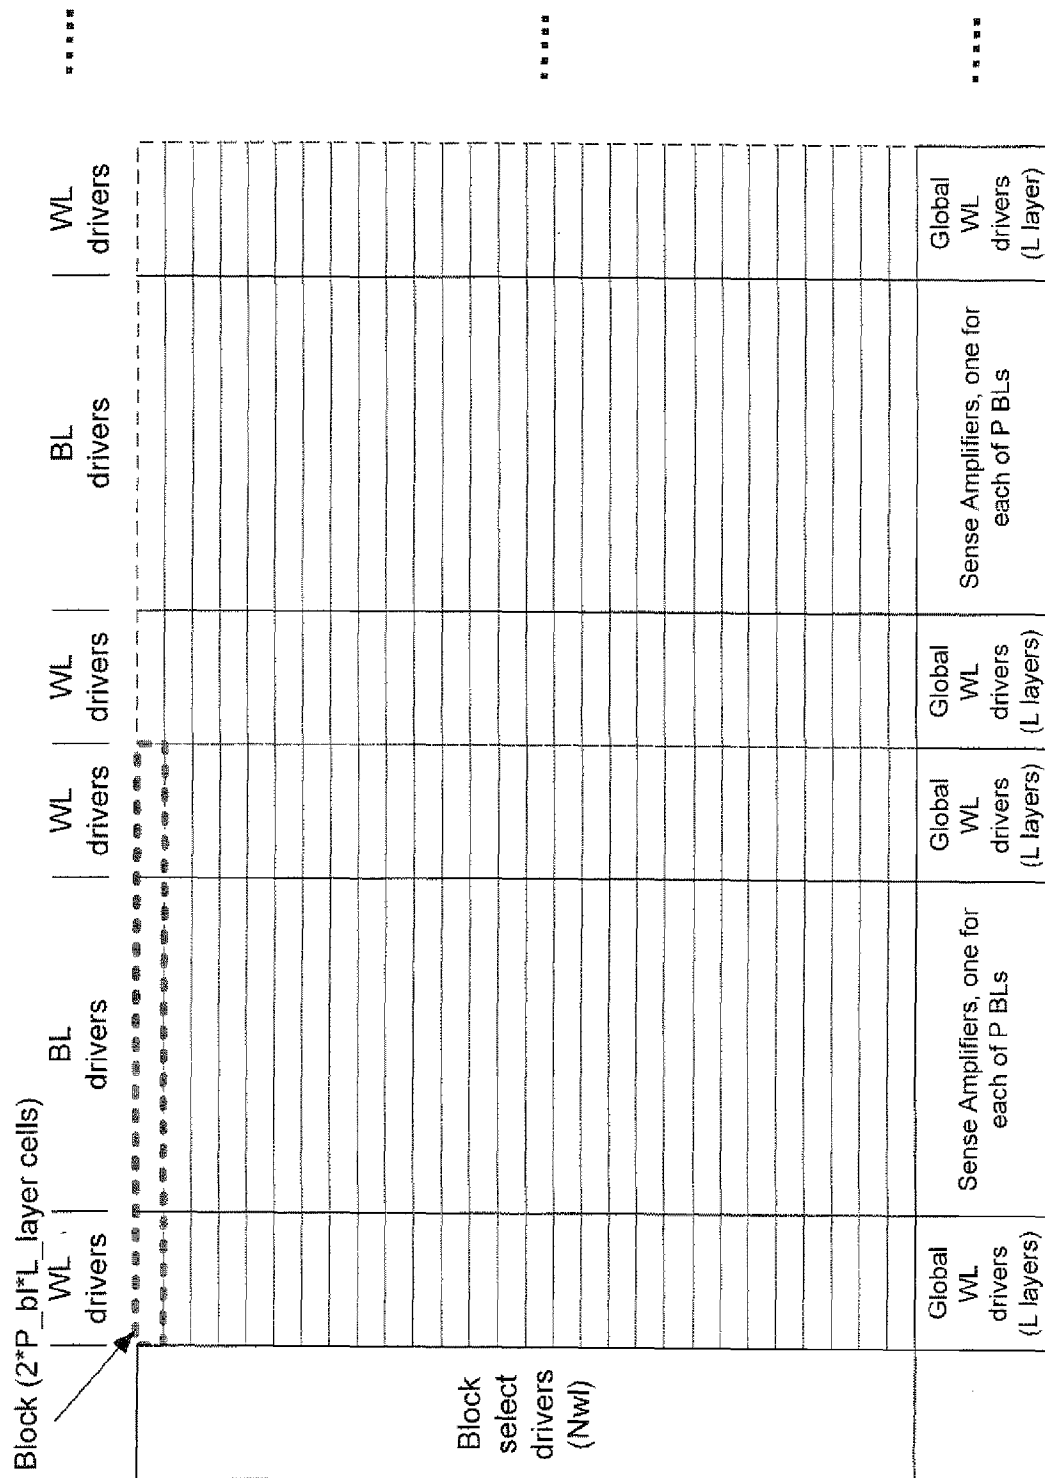 Block (2*P_bl*L_layer cells)
WL
drivers
BL
drivers
WL
drivers
WL
drivers
BL
drivers
WL
drivers
Block
select
drivers
(Nwl)
Global
WL
drivers
(L layers)
Sense Amplifiers, one for
each of P BLs
Global
WL
drivers
(L layers)
Global
WL
drivers
(L layers)
Sense Amplifiers, one for
each of P BLs
Global
WL
drivers
(L layer)